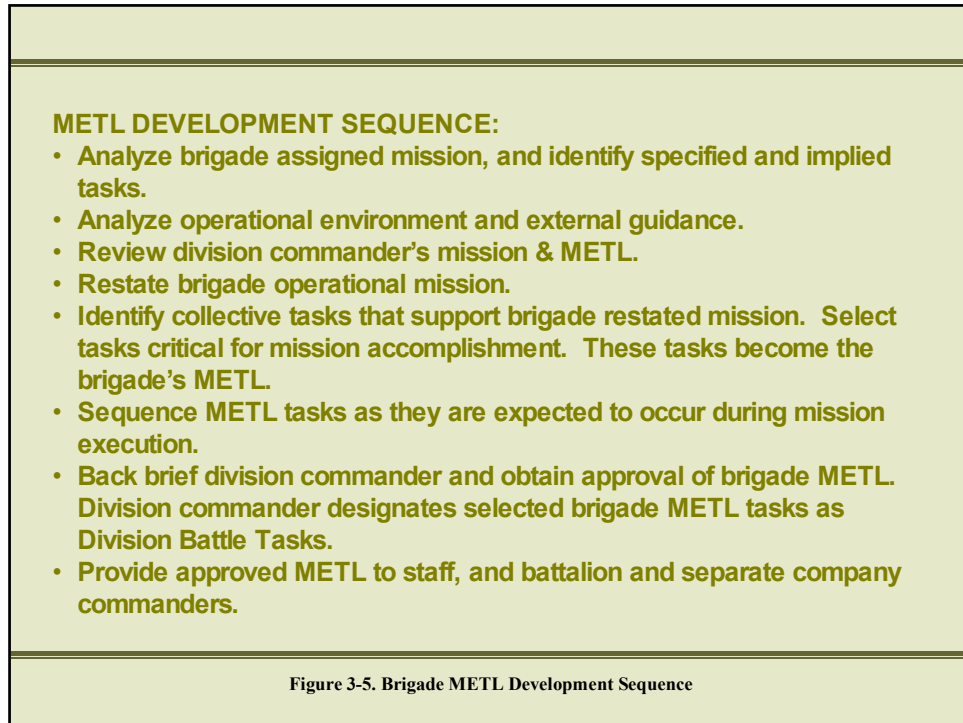 METL DEVELOPMENT SEQUENCE:
• Analyze brigade assigned mission, and identify specified and implied
tasks.
• Analyze operational environment and external guidance.
• Review division commander’s mission & METL.
• Restate brigade operational mission.
• Identify collective tasks that support brigade restated mission.  Select
tasks critical for mission accomplishment.  These tasks become the
brigade’s METL.
• Sequence METL tasks as they are expected to occur during mission
execution.
• Back brief division commander and obtain approval of brigade METL.
Division commander designates selected brigade METL tasks as
Division Battle Tasks.
• Provide approved METL to staff, and battalion and separate company
commanders.
Figure 3-5. Brigade METL Development Sequence